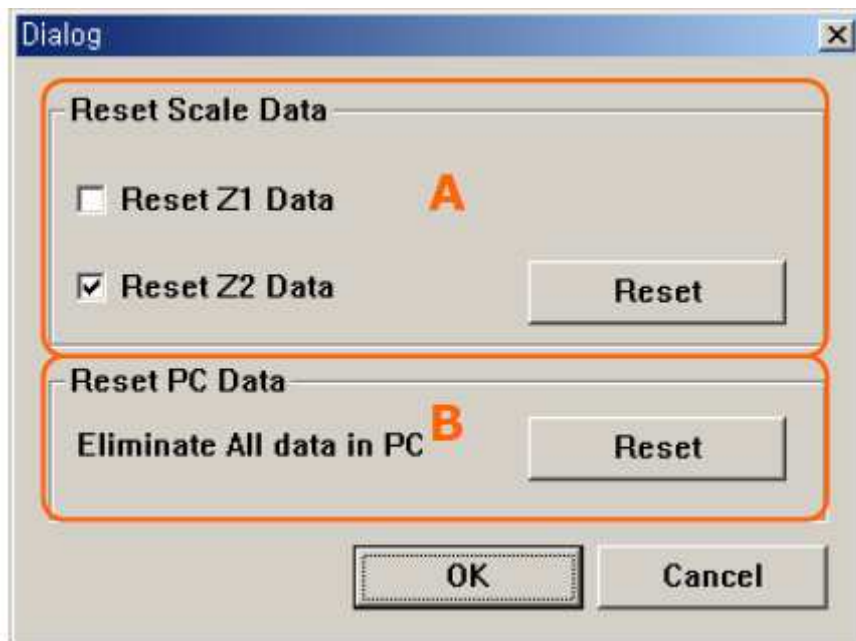 Dialog
Reset Scale Data
Reset Z1 Data
A
Reset Z2 Data
Reset
Reset PC Data
Eliminate All data in PC
B
Reset
OK
Cancel